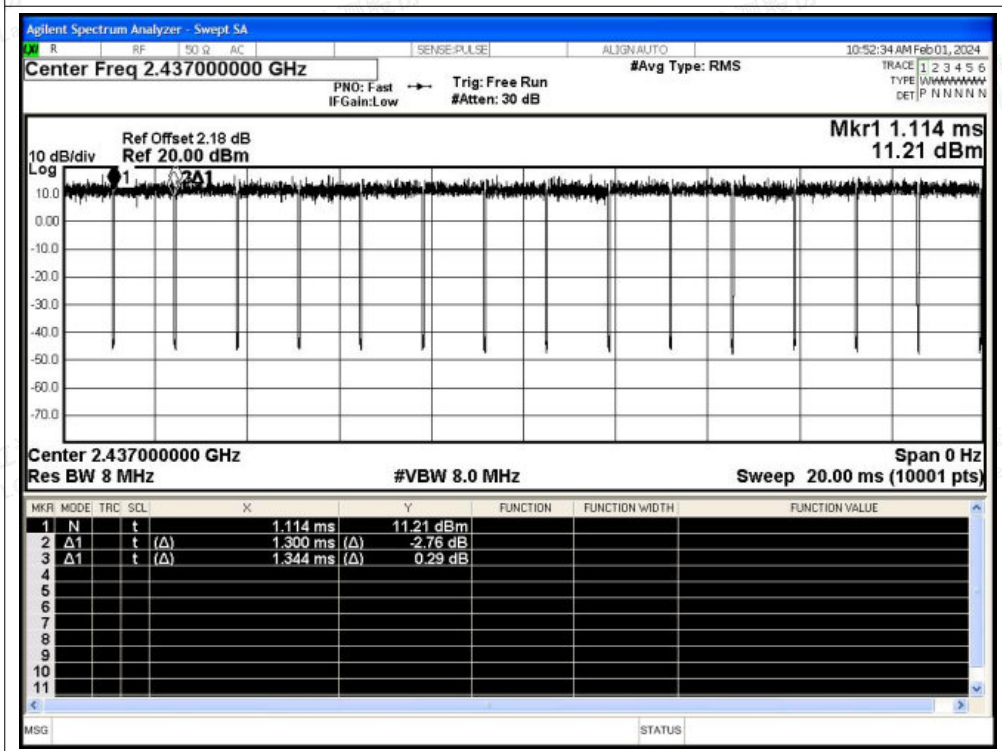 Agilent Spectrum Analyzer - Swept SA
LXI R RF 50 Ω AC SENSE:PULSE ALIGN AUTO 10:52:34 AM Feb 01, 2024
Center Freq 2.437000000 GHz #Avg Type: RMS TRACE 1 2 3 4 5 6
PNO: Fast Trig: Free Run TYPE WWWWWW
IFGain:Low #Atten: 30 dB DET P N N N N N
Ref Offset 2.18 dB Mkr1 1.114 ms
10 dB/div Ref 20.00 dBm 11.21 dBm
Log
1 3Δ1
10.0
0.00
-10.0
-20.0
-30.0
-40.0
-50.0
-60.0
-70.0
Center 2.437000000 GHz Span 0 Hz
Res BW 8 MHz #VBW 8.0 MHz Sweep 20.00 ms (10001 pts)
MKR MODE TRC SCL X Y FUNCTION FUNCTION WIDTH FUNCTION VALUE
1 N t 1.114 ms 11.21 dBm
2 Δ1 t (Δ) 1.300 ms (Δ) -2.76 dB
3 Δ1 t (Δ) 1.344 ms (Δ) 0.29 dB
4
5
6
7
8
9
10
11
MSG STATUS